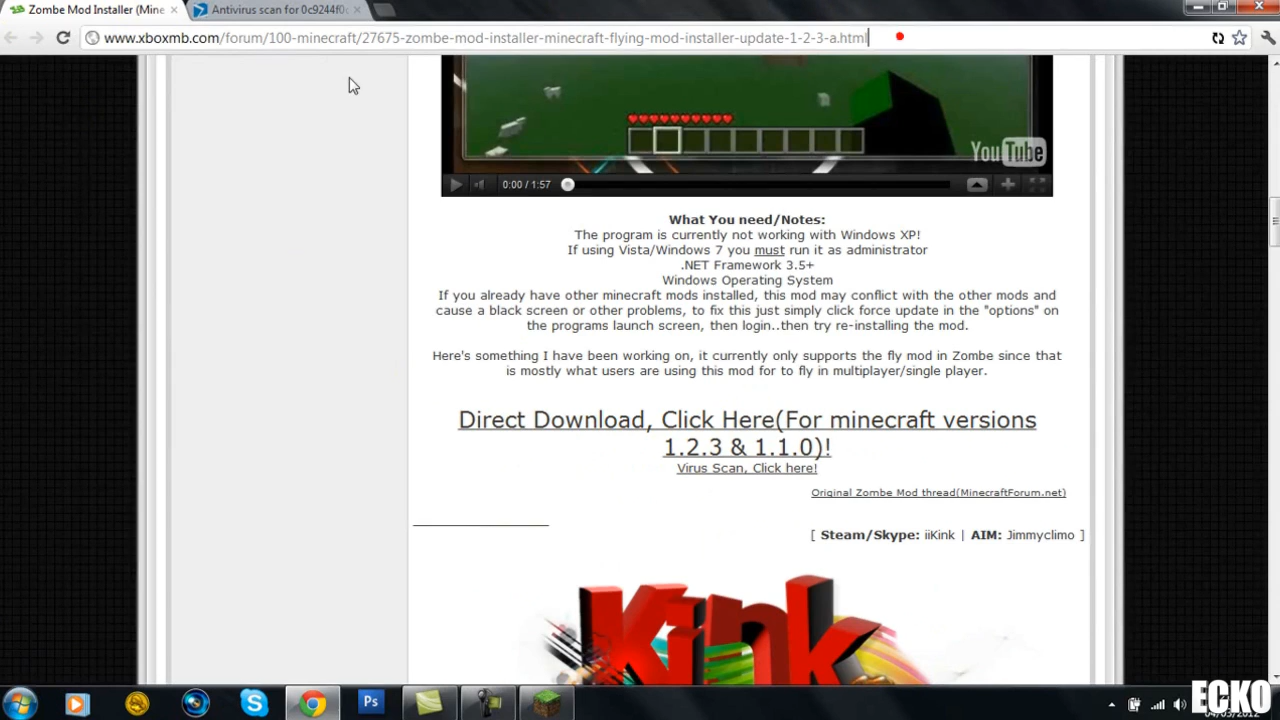 Zombe Mod Installer (Mine
Antivirus scan for 0c9244f0c
www.xboxmb.com/forum/100-minecraft/27675-zombe-mod-installer-minecraft-flying-mod-installer-update-1-2-3-a.html
YouTube
0:00 / 1:57
What You need/Notes:
The program is currently not working with Windows XP!
If using Vista/Windows 7 you must run it as administrator
.NET Framework 3.5+
Windows Operating System
If you already have other minecraft mods installed, this mod may conflict with the other mods and
cause a black screen or other problems, to fix this just simply click force update in the "options" on
the programs launch screen, then login..then try re-installing the mod.
Here's something I have been working on, it currently only supports the fly mod in Zombe since that
is mostly what users are using this mod for to fly in multiplayer/single player.
Direct Download, Click Here(For minecraft versions
1.2.3 & 1.1.0)!
Virus Scan, Click here!
Original Zombe Mod thread(MinecraftForum.net)
[ Steam/Skype: iiKink | AIM: Jimmyclimo ]
Kink
Ps
ECKO
04/03/2012